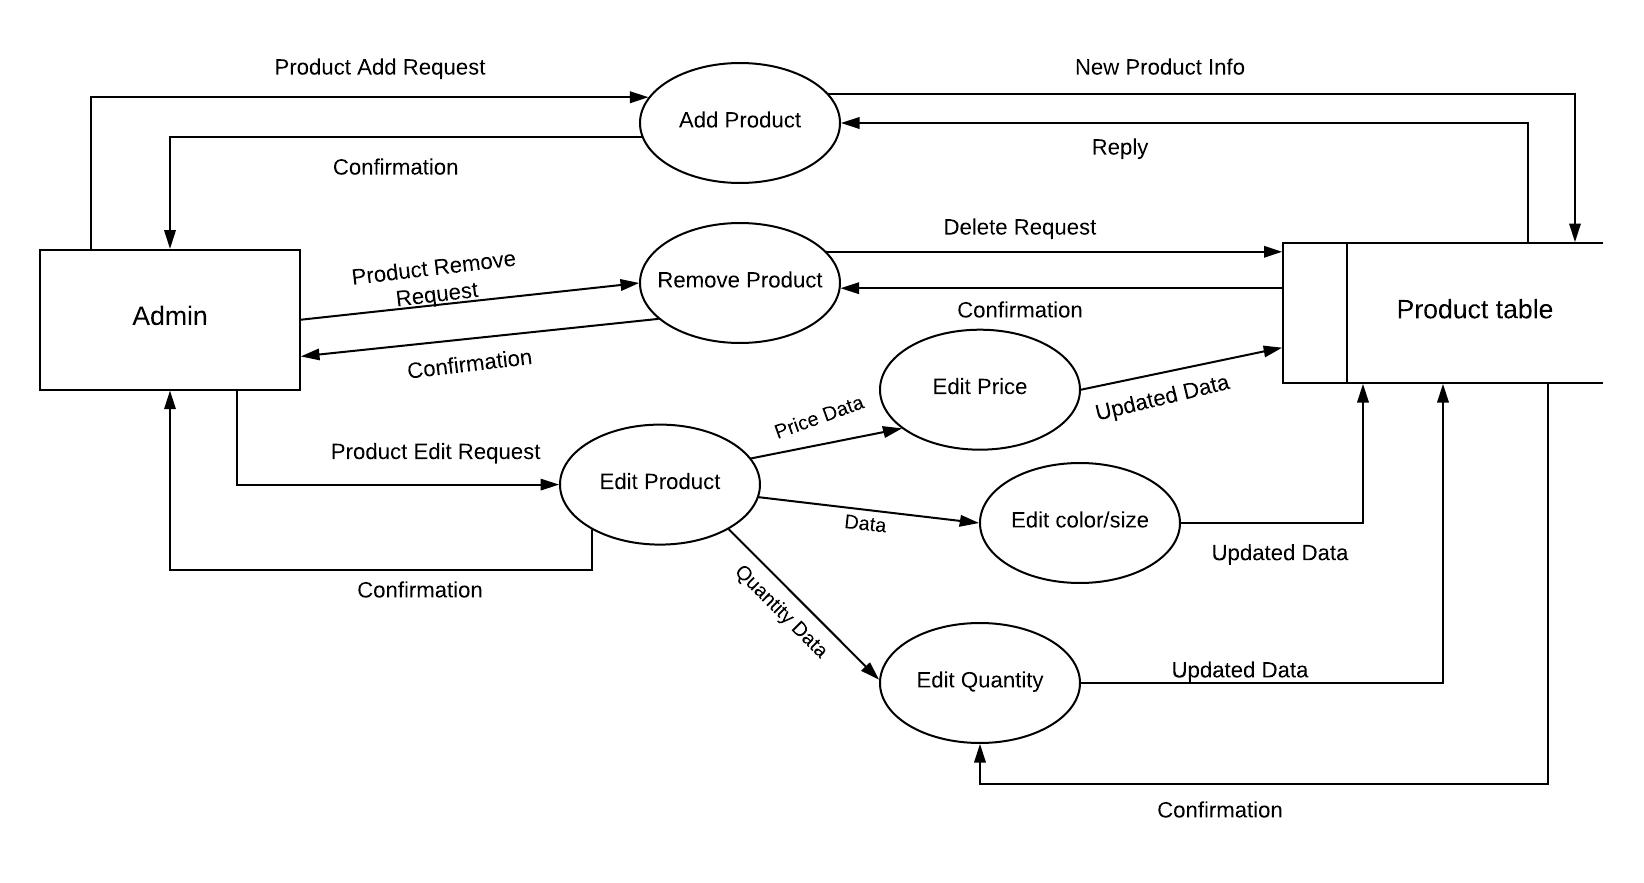 Product Add Request
New Product Info
Add Product
Reply
Confirmation
Delete Request
Product Remove
Request
Remove Product
Admin
Product table
Confirmation
Confirmation
Edit Price
Updated Data
Price Data
Product Edit Request
Edit Product
Data
Edit color/size
Updated Data
Confirmation
Quantity Data
Edit Quantity
Updated Data
Confirmation